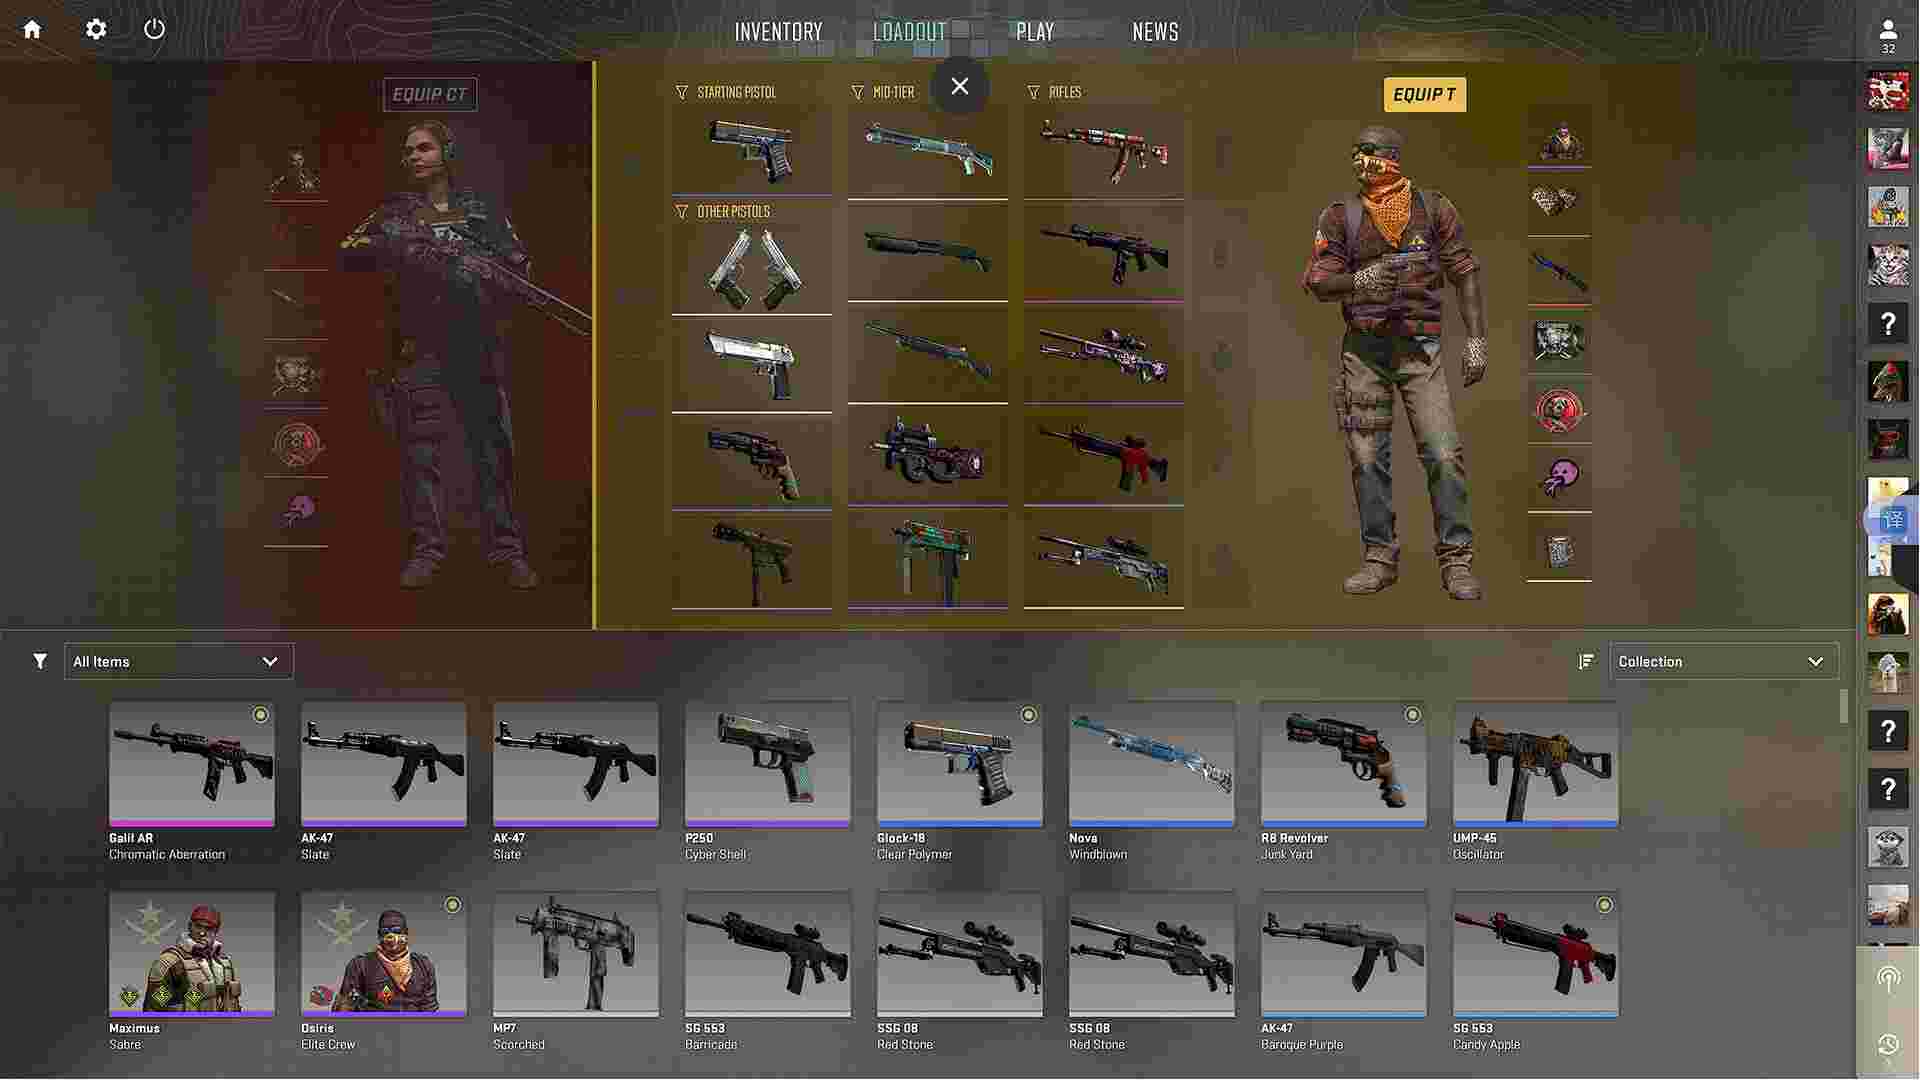 INVENTORY
LOADOUT
PLAY
NEWS
32
EQUIP CT
STARTING PISTOL
MID-TIER
RIFLES
EQUIP T
OTHER PISTOLS
译
?
All Items
Collection
Galil AR
Chromatic Aberration
AK-47
Slate
AK-47
Slate
P250
Cyber Shell
Glock-18
Clear Polymer
Nova
Windblown
R8 Revolver
Junk Yard
UMP-45
Oscillator
?
?
Maximus
Sabre
Osiris
Elite Crew
MP7
Scorched
SG 553
Barricade
SSG 08
Red Stone
SSG 08
Red Stone
AK-47
Baroque Purple
SG 553
Candy Apple